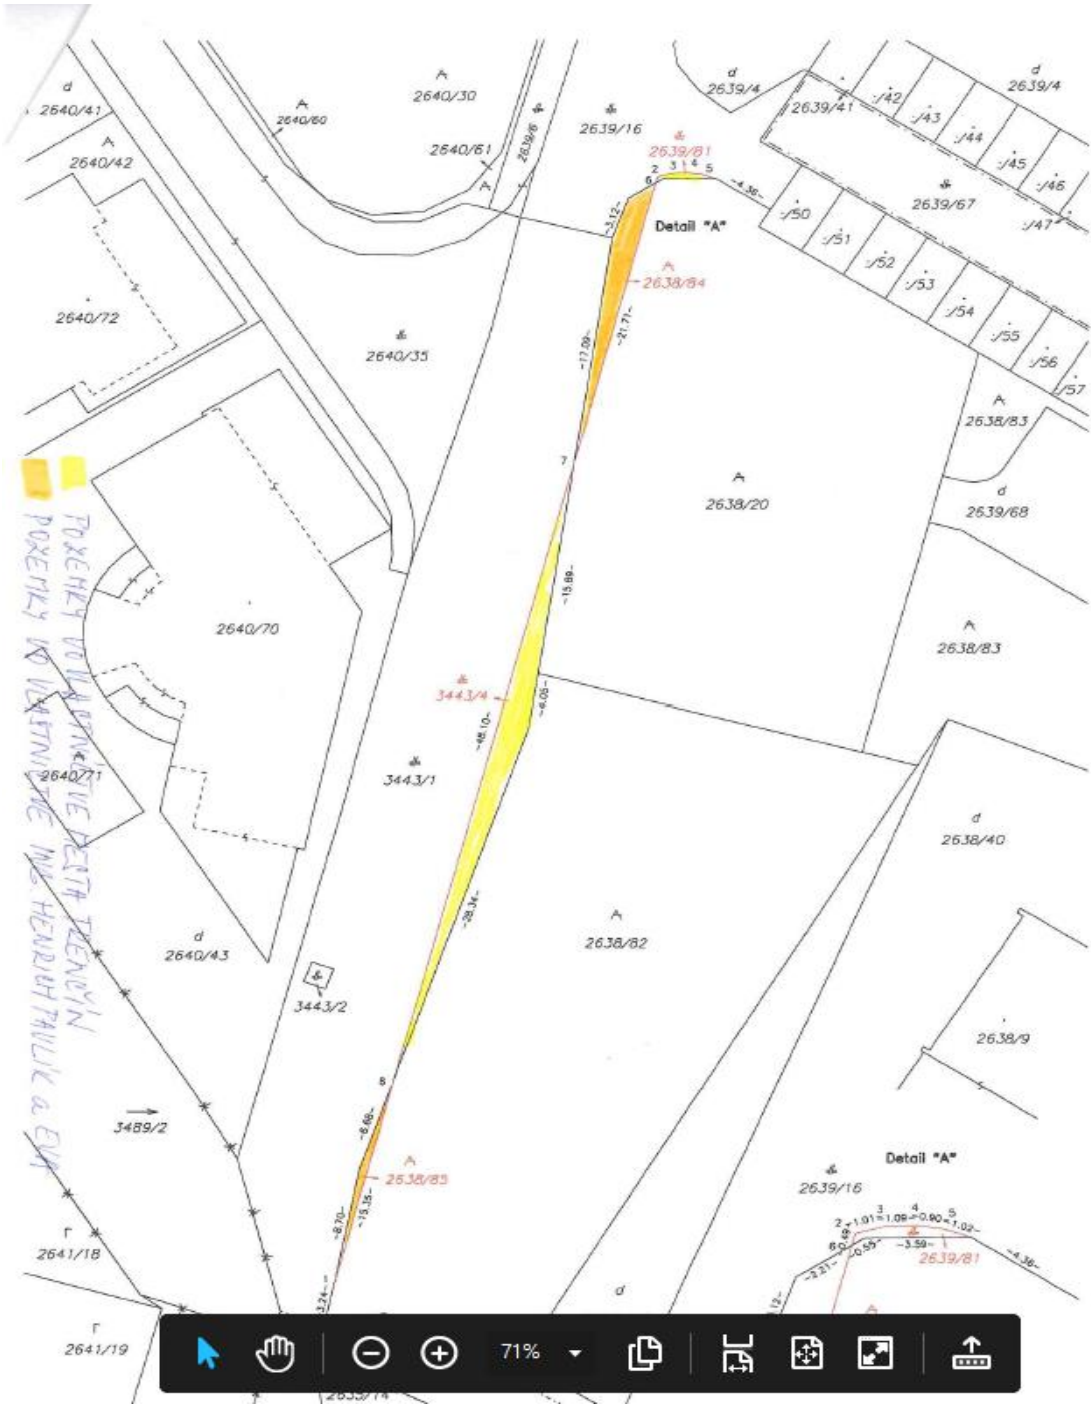 d
2640/41
A
2640/42
A
2640/60
A
2640/30
2640/61
A
2639/6
2639/16
2639/81
2 3 4 5
6
-4.36-
d
2639/4
2639/41
:/42
:/43
:/44
:/45
:/46
:/47
d
2639/4
2639/67
:/50
:/51
:/52
:/53
:/54
:/55
:/56
:/57
-3.12-
Detail "A"
A
2638/84
-21.71-
-17.09-
2640/72
2640/35
7
A
2638/20
A
2638/83
d
2639/68
A
2638/83
POZEMKY VO VLASTNÍCTVE MESTA TRENČÍN
POZEMKY VO VLASTNÍCTVE ING. HENRICH PAVLÍK a EVA
2640/70
2640/71
-15.89-
3443/4
-4.05-
-48.10-
3443/1
-28.34-
d
2638/40
A
2638/82
d
2640/43
3443/2
2638/9
8
-6.68-
3489/2
A
2638/85
-15.35-
-8.70-
3.24-
Detail "A"
2639/16
2 3 4 5
-1.01- -1.09- -0.90- -1.02-
6
0.49
-0.55-
-3.59-
-2.21-
2639/81
-4.36-
.12-
A
d
Г
2641/18
Г
2641/19
71%